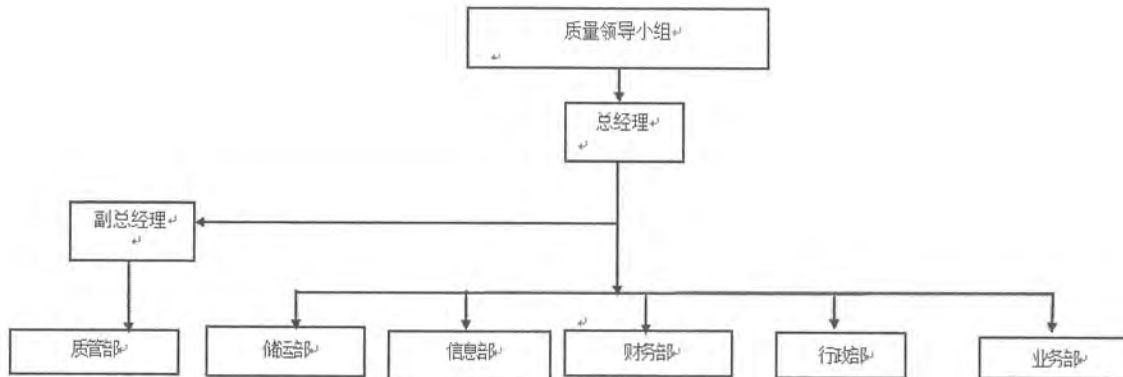 质量领导小组
总经理
副总经理
质管部
储运部
信息部
财务部
行政部
业务部